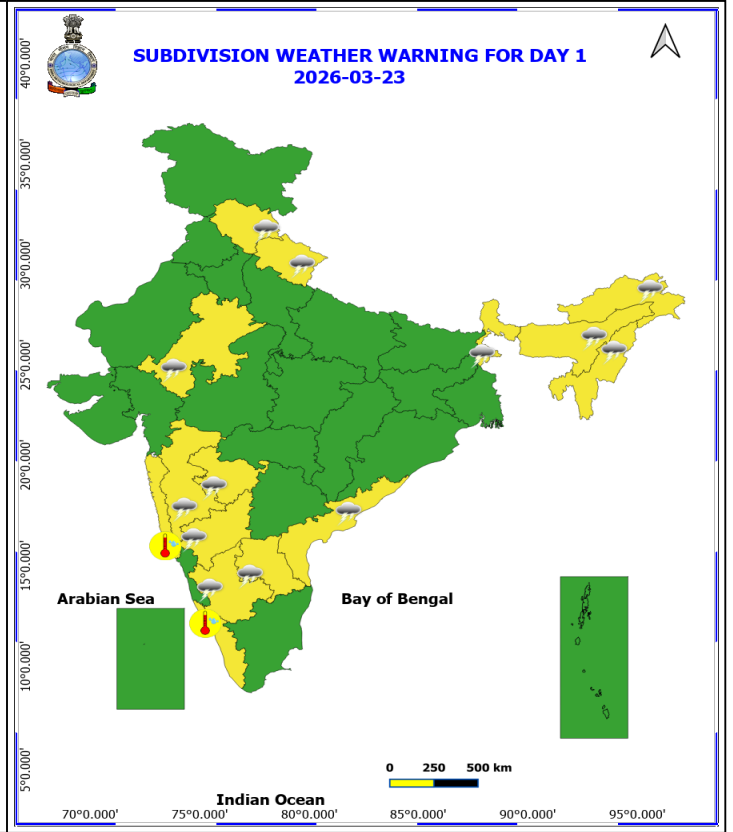 SUBDIVISION WEATHER WARNING FOR DAY 1
2026-03-23
40°0.000'
35°0.000'
30°0.000'
25°0.000'
20°0.000'
15°0.000'
10°0.000'
5°0.000'
Arabian Sea
Bay of Bengal
0 250 500 km
Indian Ocean
70°0.000' 75°0.000' 80°0.000' 85°0.000' 90°0.000' 95°0.000'